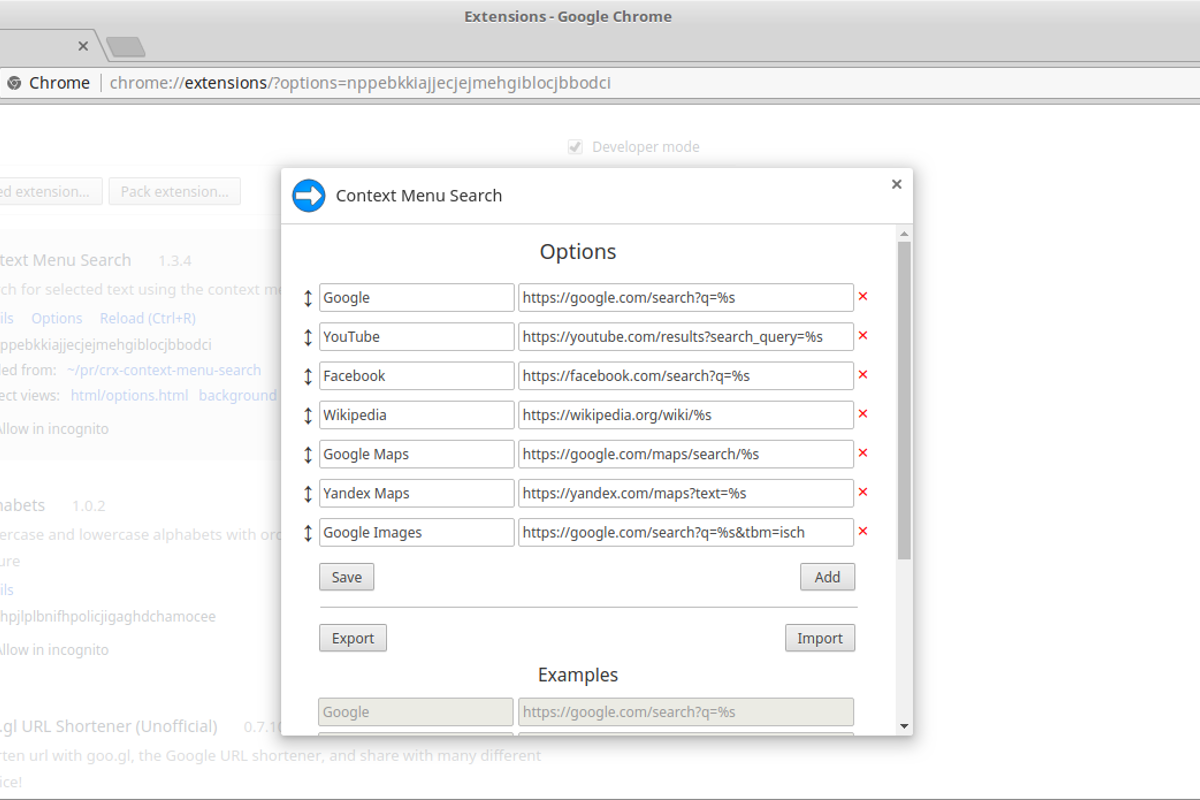 Extensions - Google Chrome
Chrome chrome://extensions/?options=nppebkkiajjecjejmehgiblocjbbodci
Developer mode
ed extension... Pack extension...
Context Menu Search
Options
Google https://google.com/search?q=%s
YouTube https://youtube.com/results?search_query=%s
Facebook https://facebook.com/search?q=%s
Wikipedia https://wikipedia.org/wiki/%s
Google Maps https://google.com/maps/search/%s
Yandex Maps https://yandex.com/maps?text=%s
Google Images https://google.com/search?q=%s&tbm=isch
Save Add
Export Import
Examples
Google https://google.com/search?q=%s
text Menu Search 1.3.4
rch for selected text using the context me
ils Options Reload (Ctrl+R)
ppebkkiajjecjejmehgiblocjbbodci
ded from: ~/pr/crx-context-menu-search
ect views: html/options.html background
Allow in incognito
habets 1.0.2
ercase and lowercase alphabets with ord
ure
ils
hpjlplbnifhpolicjigaghdchamocee
Allow in incognito
.gl URL Shortener (Unofficial) 0.7.10
rten url with goo.gl, the Google URL shortener, and share with many different
ice!